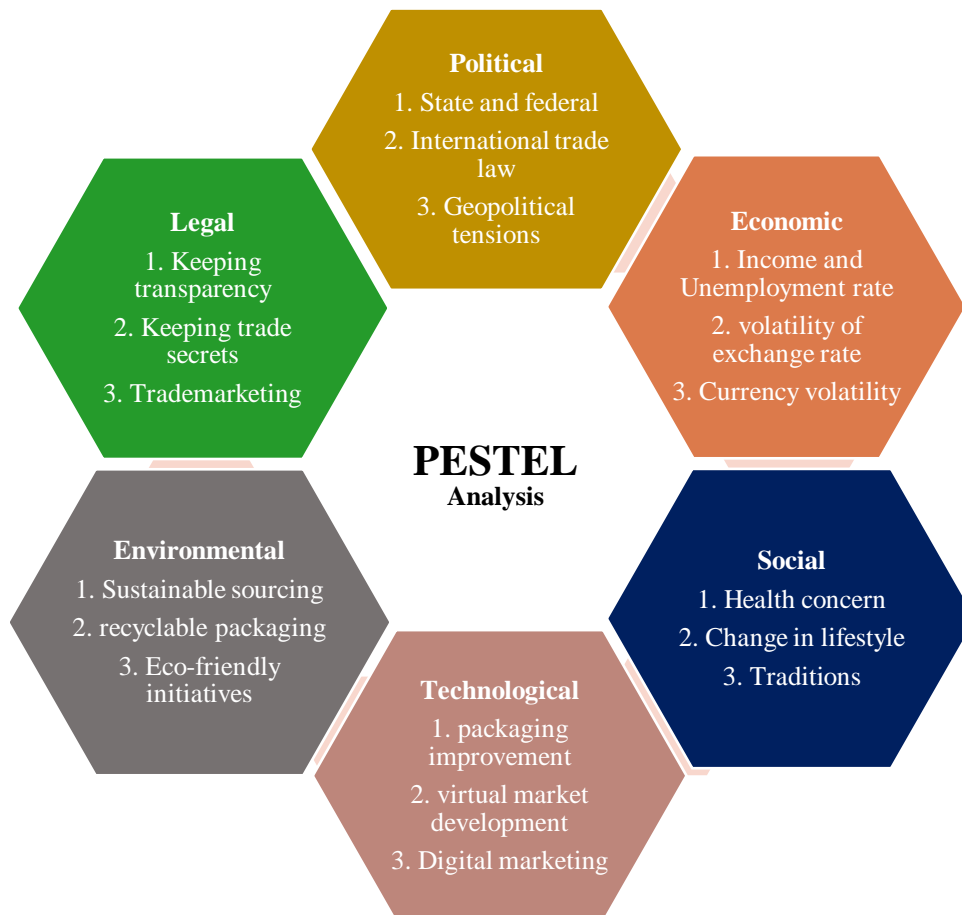 Political
1. State and federal
2. International trade
law
3. Geopolitical
tensions
Economic
1. Income and
Unemployment rate
2. volatility of
exchange rate
3. Currency volatility
Social
1. Health concern
2. Change in lifestyle
3. Traditions
Technological
1. packaging
improvement
2. virtual market
development
3. Digital marketing
Environmental
1. Sustainable sourcing
2. recyclable packaging
3. Eco-friendly
initiatives
Legal
1. Keeping
transparency
2. Keeping trade
secrets
3. Trademarketing
PESTEL
Analysis